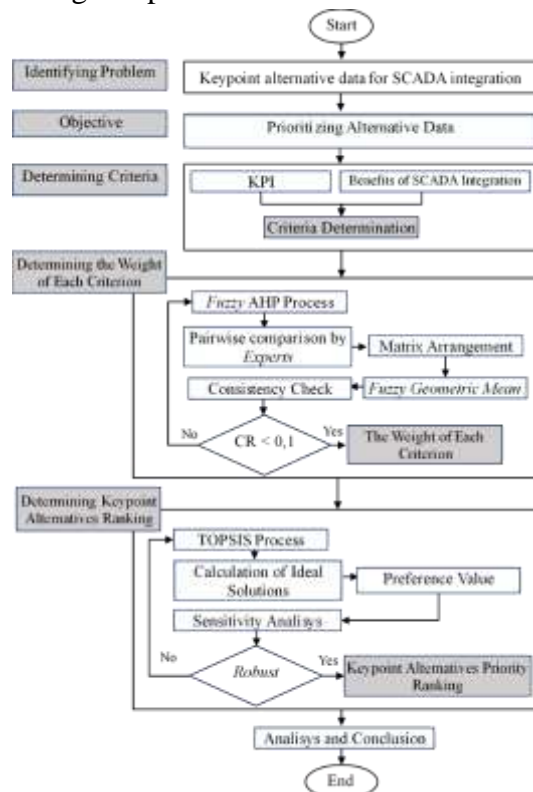 Start
Identifying Problem
Keypoint alternative data for SCADA integration
Objective
Prioritizing Alternative Data
Determining Criteria
KPI
Benefits of SCADA Integration
Criteria Determination
Determining the Weight
of Each Criterion
Fuzzy AHP Process
Pairwise comparison by
Experts
Matrix Arrangement
Consistency Check
Fuzzy Geometric Mean
No
CR < 0,1
Yes
The Weight of Each
Criterion
Determining Keypoint
Alternatives Ranking
TOPSIS Process
Calculation of Ideal
Solutions
Preference Value
Sensitivity Analisys
No
Robust
Yes
Keypoint Alternatives Priority
Ranking
Analisys and Conclusion
End